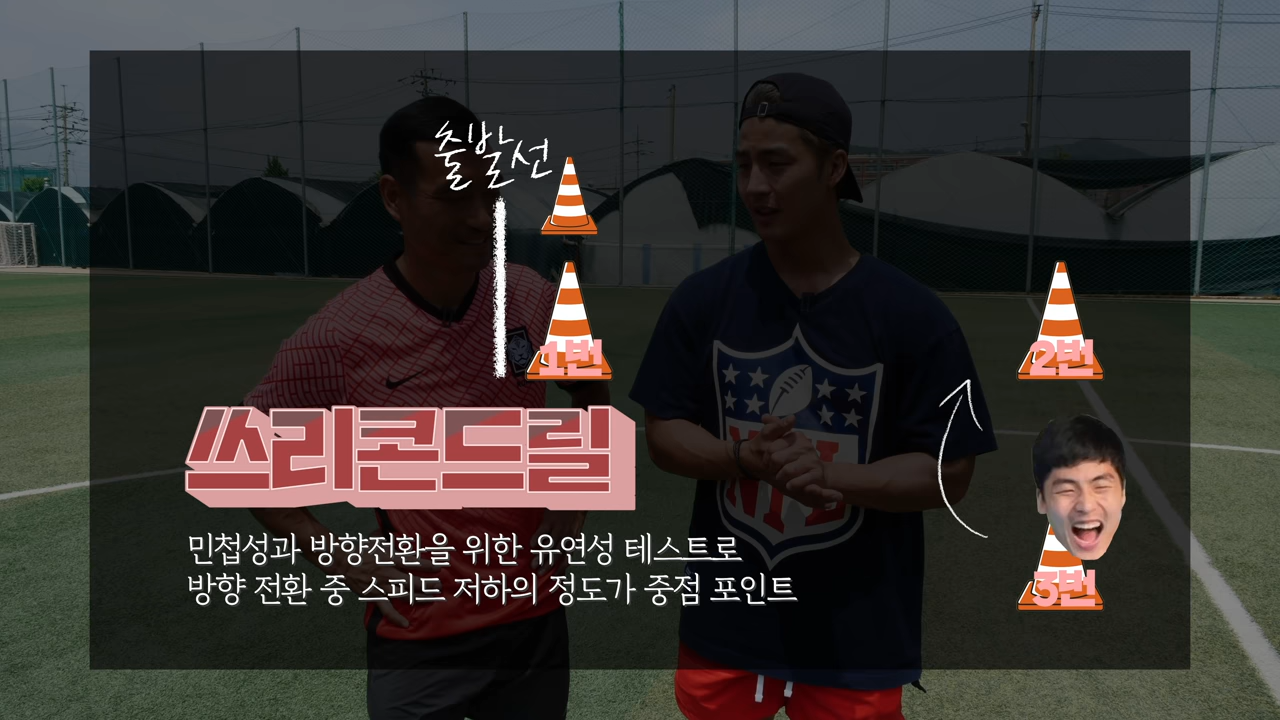 출발선
1번
2번
쓰리콘드릴
민첩성과 방향전환을 위한 유연성 테스트로
방향 전환 중 스피드 저하의 정도가 중점 포인트
3번
NFL